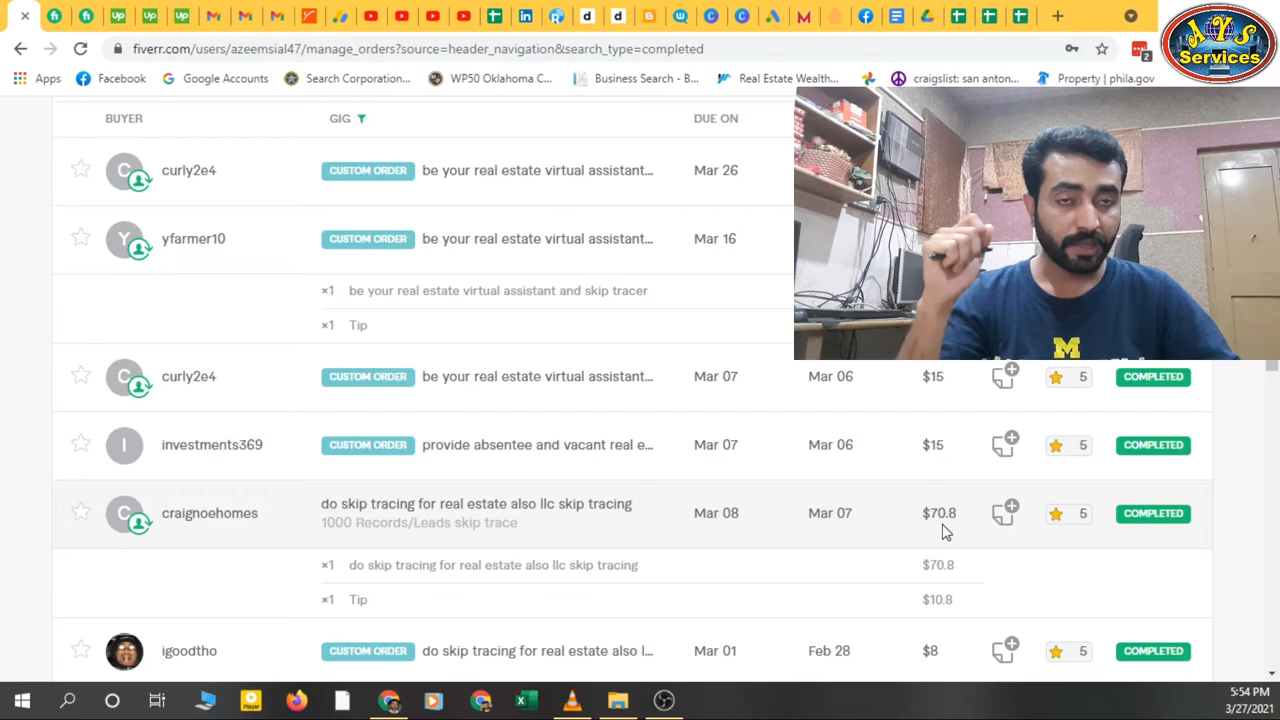 fiverr.com/users/azeemsial47/manage_orders?source=header_navigation&search_type=completed
2
Apps
Facebook
Google Accounts
Search Corporation...
WP50 Oklahoma C...
Business Search - B...
Real Estate Wealth...
craigslist: san anton...
Property | phila.gov
AYS
Services
BUYER
GIG
DUE ON
C
curly2e4
CUSTOM ORDER
be your real estate virtual assistant...
Mar 26
Y
yfarmer10
CUSTOM ORDER
be your real estate virtual assistant...
Mar 16
×1 be your real estate virtual assistant and skip tracer
×1 Tip
M
C
curly2e4
CUSTOM ORDER
be your real estate virtual assistant...
Mar 07
Mar 06
$15
5
COMPLETED
I
investments369
CUSTOM ORDER
provide absentee and vacant real e...
Mar 07
Mar 06
$15
5
COMPLETED
C
craignoehomes
do skip tracing for real estate also llc skip tracing
1000 Records/Leads skip trace
Mar 08
Mar 07
$70.8
5
COMPLETED
×1 do skip tracing for real estate also llc skip tracing
$70.8
×1 Tip
$10.8
igoodtho
CUSTOM ORDER
do skip tracing for real estate also l...
Mar 01
Feb 28
$8
5
COMPLETED
5:54 PM
3/27/2021